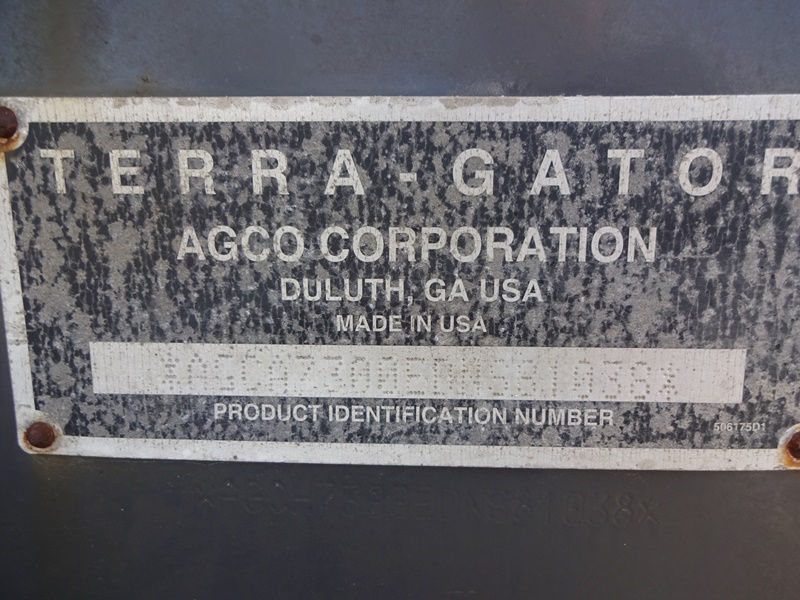 TERRA-GATOR
AGCO CORPORATION
DULUTH, GA USA
MADE IN USA
PRODUCT IDENTIFICATION NUMBER
506175D1